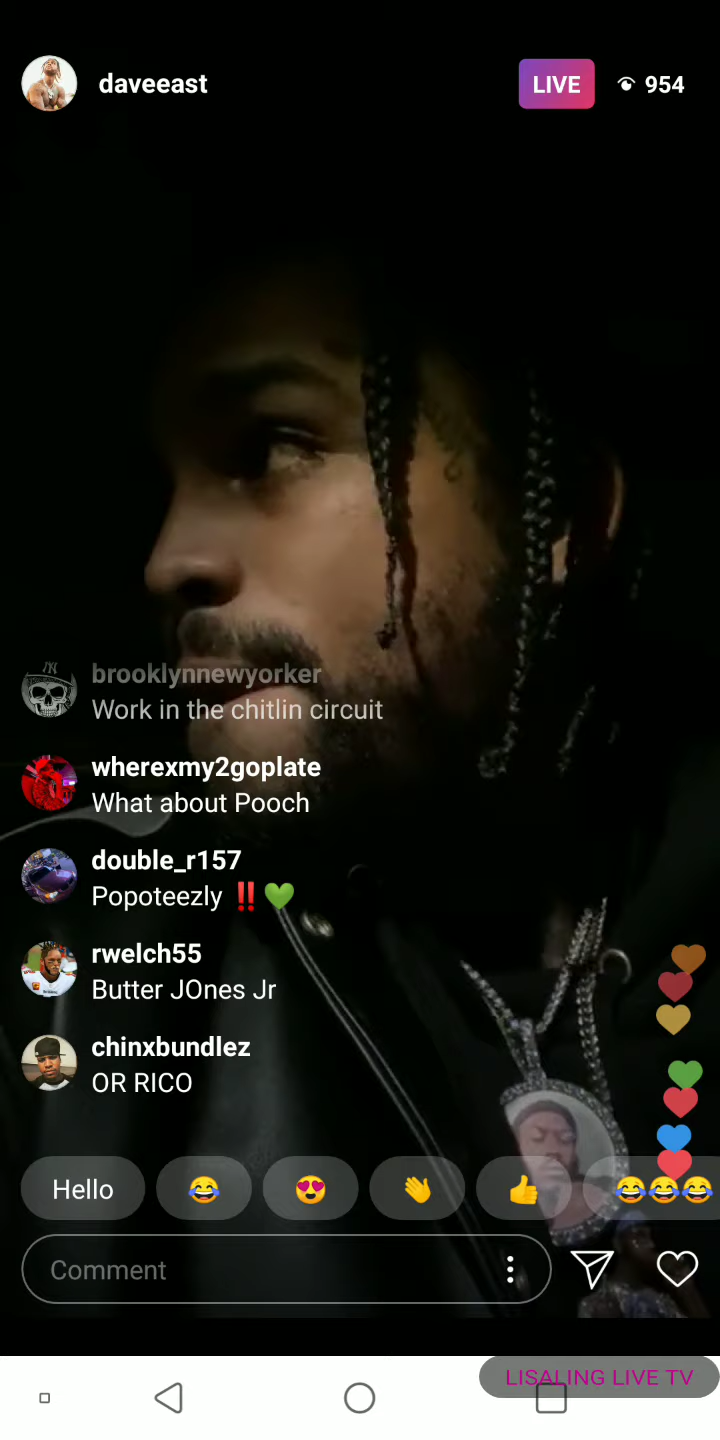 daveeast
LIVE
954
brooklynnewyorker
Work in the chitlin circuit
wherexmy2goplate
What about Pooch
double_r157
Popoteezly ‼️💚
rwelch55
Butter JOnes Jr
chinxbundlez
OR RICO
Hello 😂 😍 👋 👍 😂😂😂
Comment
LISALING LIVE TV